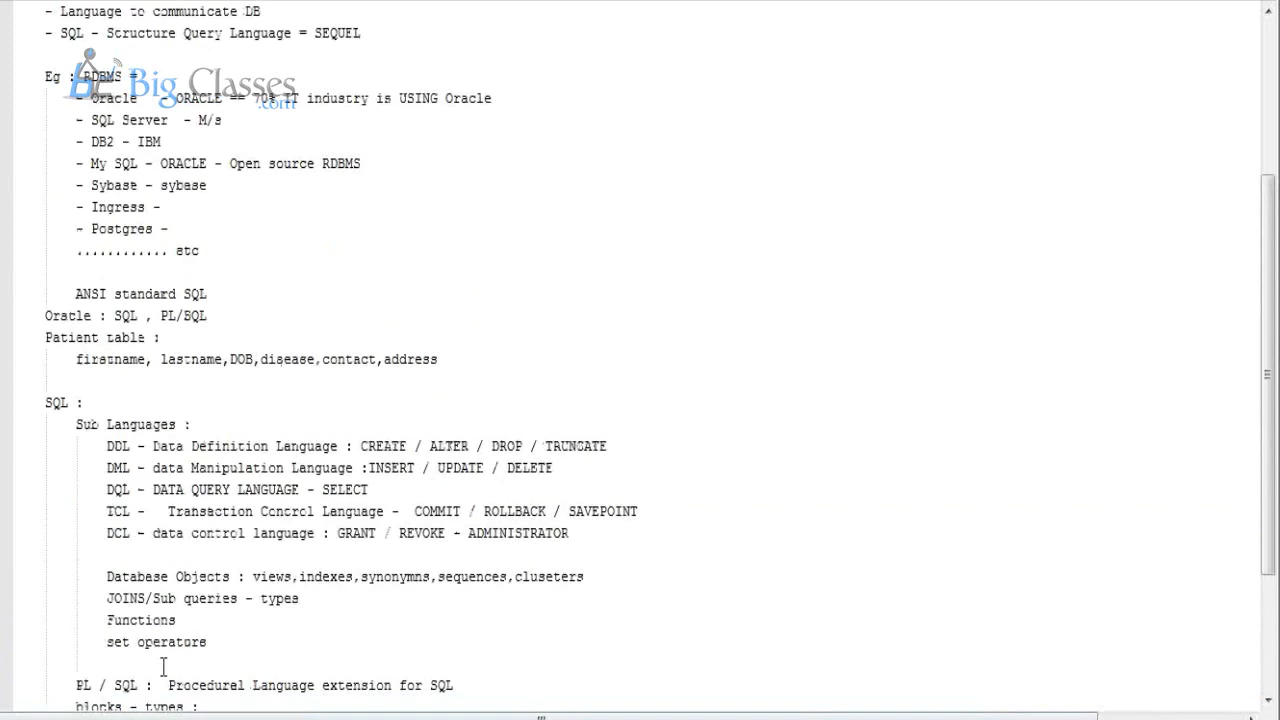 - Language to communicate DB
- SQL - Structure Query Language = SEQUEL
Eg : RDBMS =
Big Classes
.com
- Oracle - ORACLE == 70% IT industry is USING Oracle
- SQL Server - M/s
- DB2 - IBM
- My SQL - ORACLE - Open source RDBMS
- Sybase - sybase
- Ingress -
- Postgres -
............ etc
ANSI standard SQL
Oracle : SQL , PL/SQL
Patient table :
firstname, lastname,DOB,disease,contact,address
SQL :
Sub Languages :
DDL - Data Definition Language : CREATE / ALTER / DROP / TRUNCATE
DML - data Manipulation Language :INSERT / UPDATE / DELETE
DQL - DATA QUERY LANGUAGE - SELECT
TCL - Transaction Control Language - COMMIT / ROLLBACK / SAVEPOINT
DCL - data control language : GRANT / REVOKE - ADMINISTRATOR
Database Objects : views,indexes,synonymns,sequences,cluseters
JOINS/Sub queries - types
Functions
set operators
PL / SQL : Procedural Language extension for SQL
blocks - types :